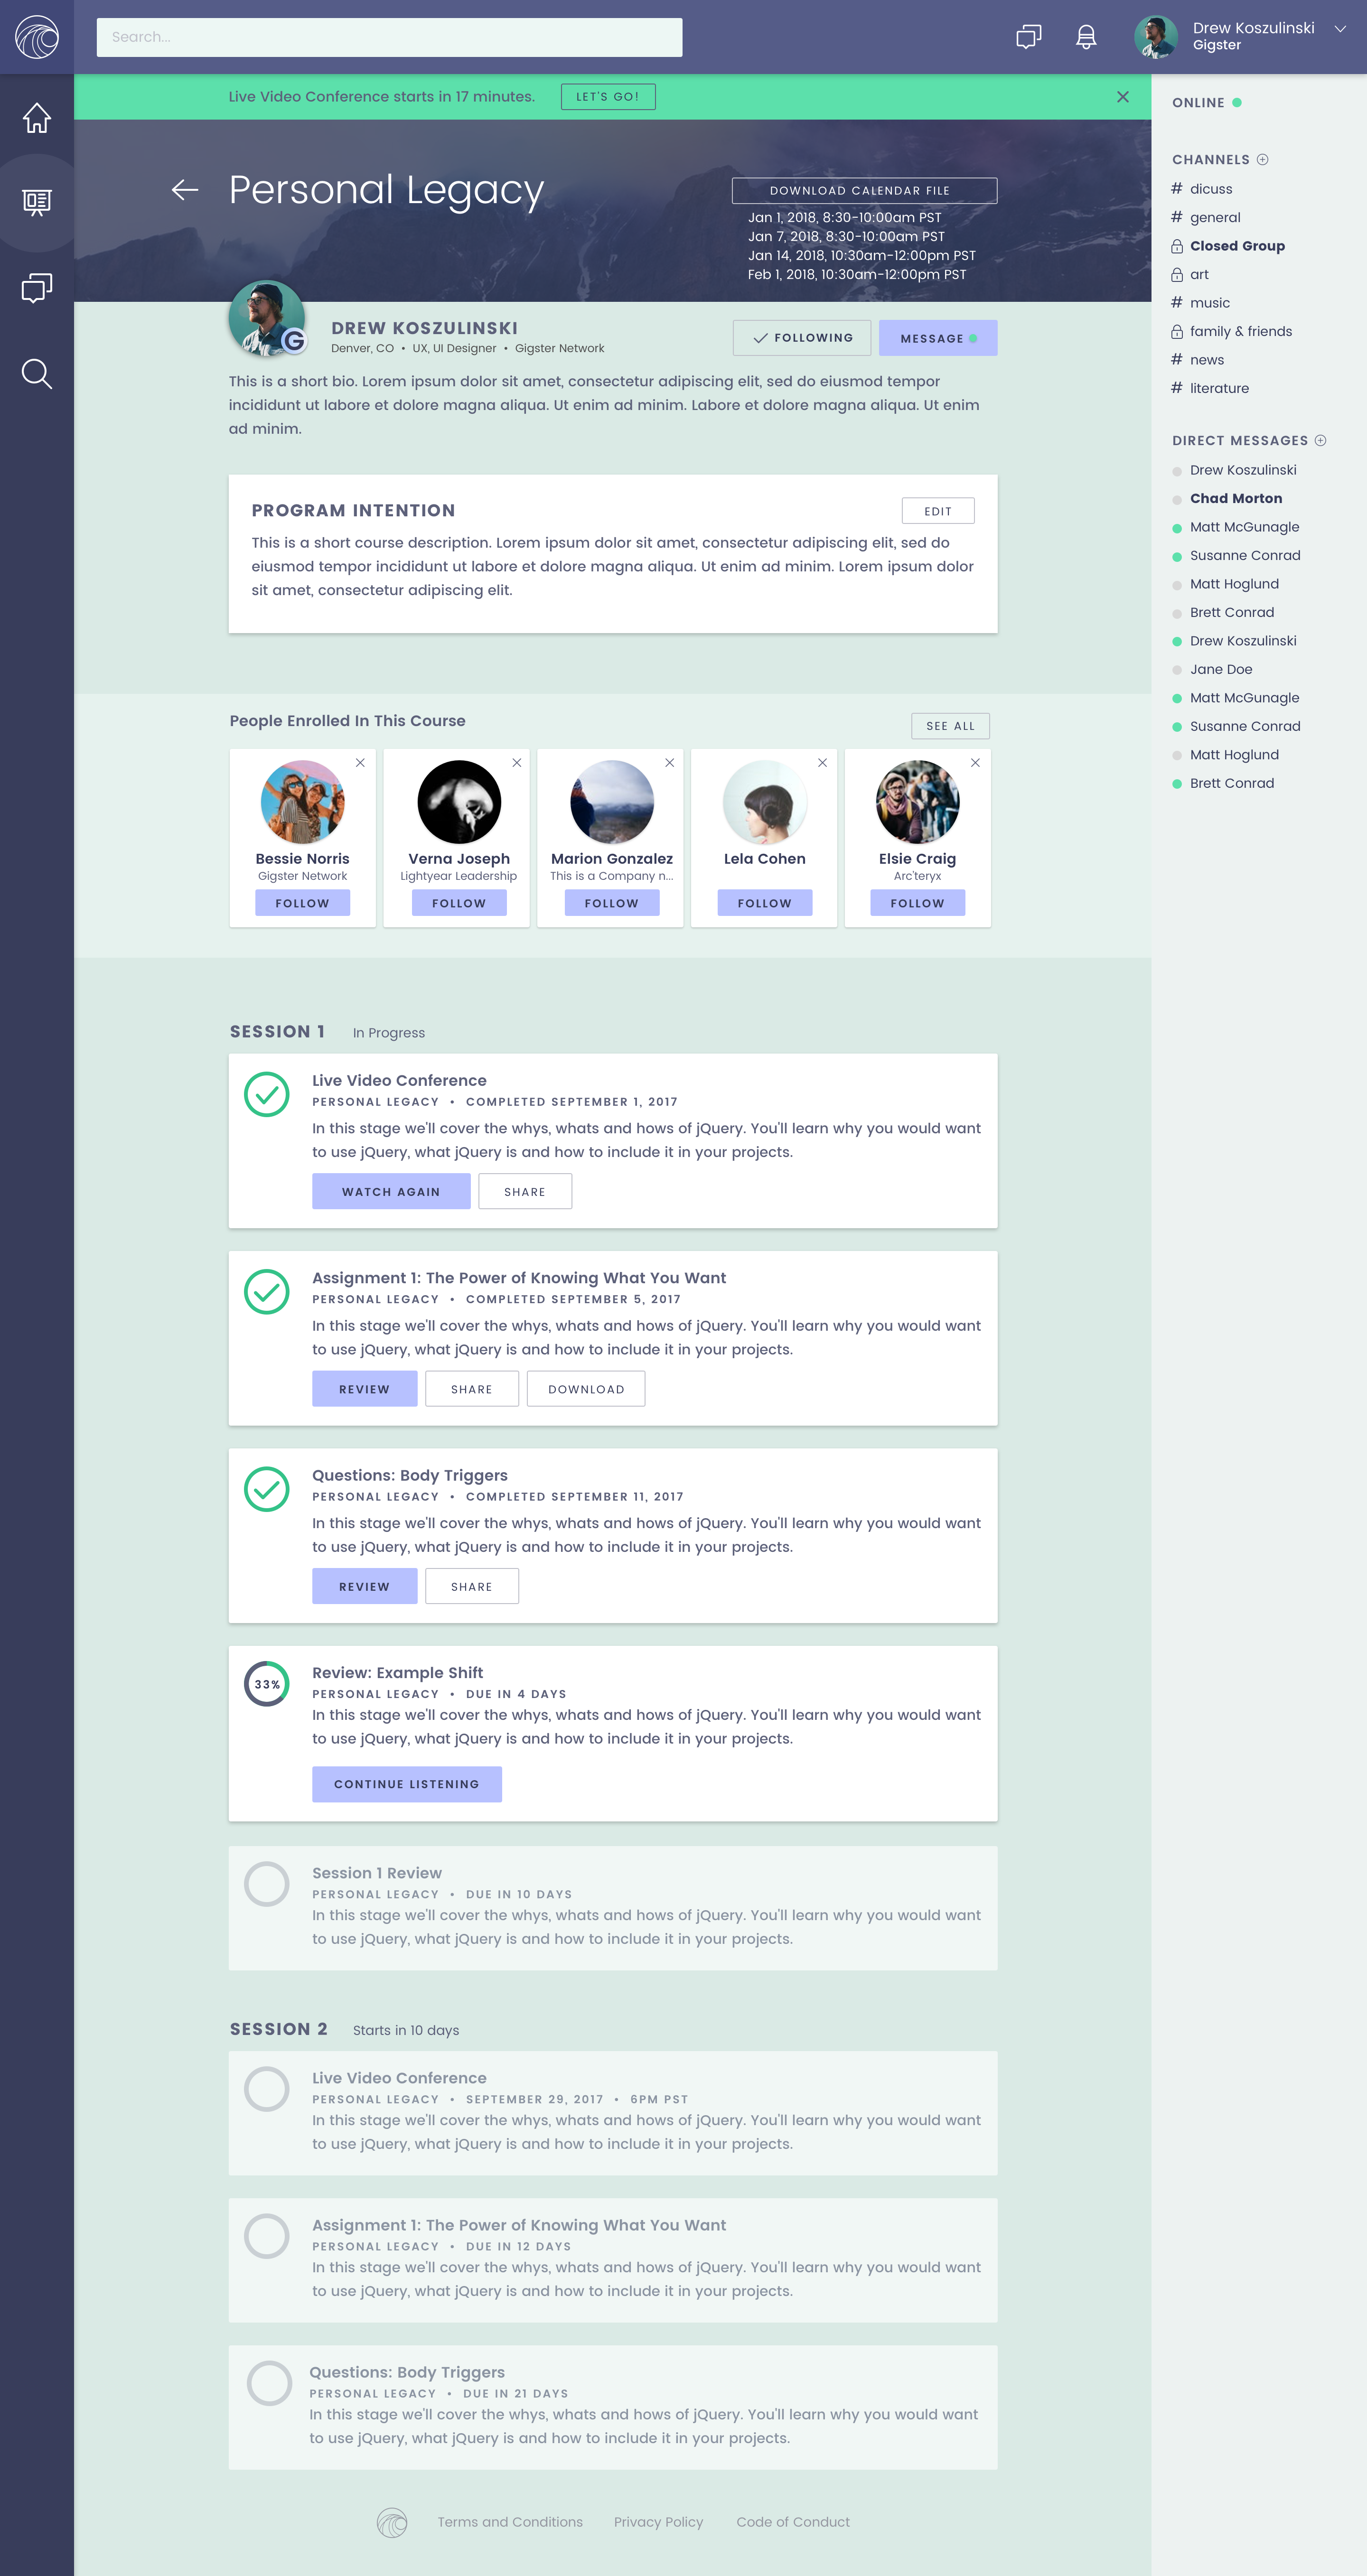 Search...
Drew Koszulinski
Gigster
Live Video Conference starts in 17 minutes.
LET'S GO!
Personal Legacy
DOWNLOAD CALENDAR FILE
Jan 1, 2018, 8:30-10:00am PST
Jan 7, 2018, 8:30-10:00am PST
Jan 14, 2018, 10:30am-12:00pm PST
Feb 1, 2018, 10:30am-12:00pm PST
G
DREW KOSZULINSKI
Denver, CO • UX, UI Designer • Gigster Network
FOLLOWING
MESSAGE
This is a short bio. Lorem ipsum dolor sit amet, consectetur adipiscing elit, sed do eiusmod tempor
incididunt ut labore et dolore magna aliqua. Ut enim ad minim. Labore et dolore magna aliqua. Ut enim
ad minim.
PROGRAM INTENTION
EDIT
This is a short course description. Lorem ipsum dolor sit amet, consectetur adipiscing elit, sed do
eiusmod tempor incididunt ut labore et dolore magna aliqua. Ut enim ad minim. Lorem ipsum dolor
sit amet, consectetur adipiscing elit.
People Enrolled In This Course
SEE ALL
Bessie Norris
Gigster Network
FOLLOW
Verna Joseph
Lightyear Leadership
FOLLOW
Marion Gonzalez
This is a Company n...
FOLLOW
Lela Cohen
FOLLOW
Elsie Craig
Arc'teryx
FOLLOW
SESSION 1
In Progress
Live Video Conference
PERSONAL LEGACY • COMPLETED SEPTEMBER 1, 2017
In this stage we'll cover the whys, whats and hows of jQuery. You'll learn why you would want
to use jQuery, what jQuery is and how to include it in your projects.
WATCH AGAIN
SHARE
Assignment 1: The Power of Knowing What You Want
PERSONAL LEGACY • COMPLETED SEPTEMBER 5, 2017
In this stage we'll cover the whys, whats and hows of jQuery. You'll learn why you would want
to use jQuery, what jQuery is and how to include it in your projects.
REVIEW
SHARE
DOWNLOAD
Questions: Body Triggers
PERSONAL LEGACY • COMPLETED SEPTEMBER 11, 2017
In this stage we'll cover the whys, whats and hows of jQuery. You'll learn why you would want
to use jQuery, what jQuery is and how to include it in your projects.
REVIEW
SHARE
33%
Review: Example Shift
PERSONAL LEGACY • DUE IN 4 DAYS
In this stage we'll cover the whys, whats and hows of jQuery. You'll learn why you would want
to use jQuery, what jQuery is and how to include it in your projects.
CONTINUE LISTENING
Session 1 Review
PERSONAL LEGACY • DUE IN 10 DAYS
In this stage we'll cover the whys, whats and hows of jQuery. You'll learn why you would want
to use jQuery, what jQuery is and how to include it in your projects.
SESSION 2
Starts in 10 days
Live Video Conference
PERSONAL LEGACY • SEPTEMBER 29, 2017 • 6PM PST
In this stage we'll cover the whys, whats and hows of jQuery. You'll learn why you would want
to use jQuery, what jQuery is and how to include it in your projects.
Assignment 1: The Power of Knowing What You Want
PERSONAL LEGACY • DUE IN 12 DAYS
In this stage we'll cover the whys, whats and hows of jQuery. You'll learn why you would want
to use jQuery, what jQuery is and how to include it in your projects.
Questions: Body Triggers
PERSONAL LEGACY • DUE IN 21 DAYS
In this stage we'll cover the whys, whats and hows of jQuery. You'll learn why you would want
to use jQuery, what jQuery is and how to include it in your projects.
Terms and Conditions
Privacy Policy
Code of Conduct
ONLINE
CHANNELS
# dicuss
# general
Closed Group
art
# music
family & friends
# news
# literature
DIRECT MESSAGES
Drew Koszulinski
Chad Morton
Matt McGunagle
Susanne Conrad
Matt Hoglund
Brett Conrad
Drew Koszulinski
Jane Doe
Matt McGunagle
Susanne Conrad
Matt Hoglund
Brett Conrad